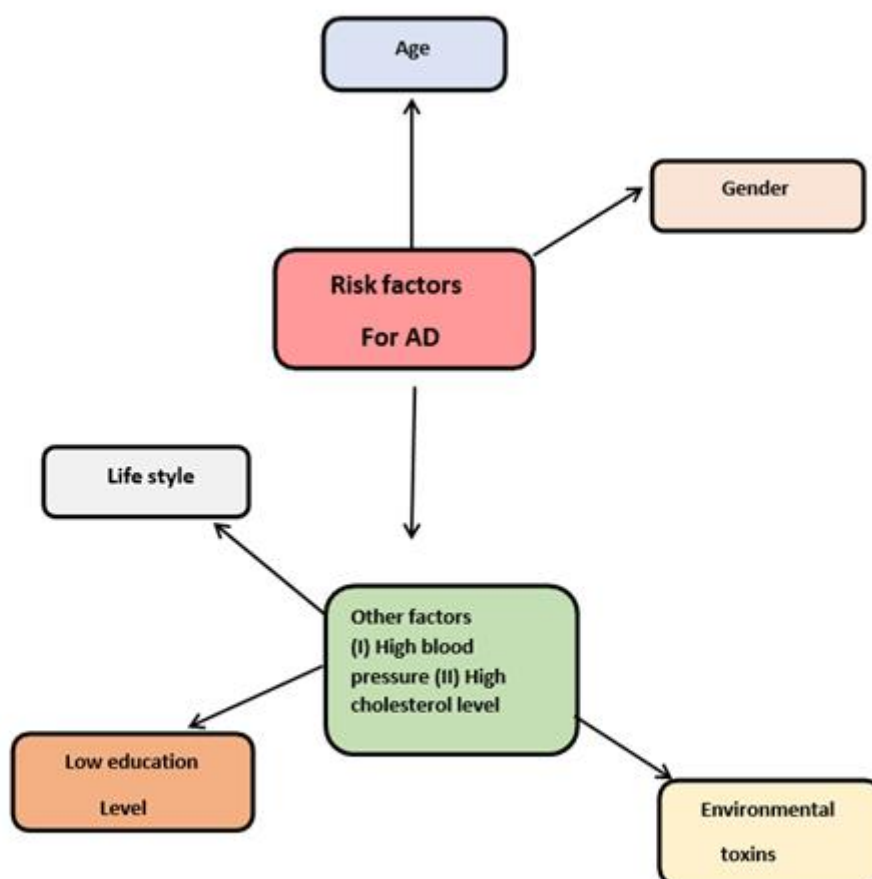 Age
Gender
Risk factors
For AD
Life style
Other factors
(I) High blood
pressure (II) High
cholesterol level
Low education
Level
Environmental
toxins